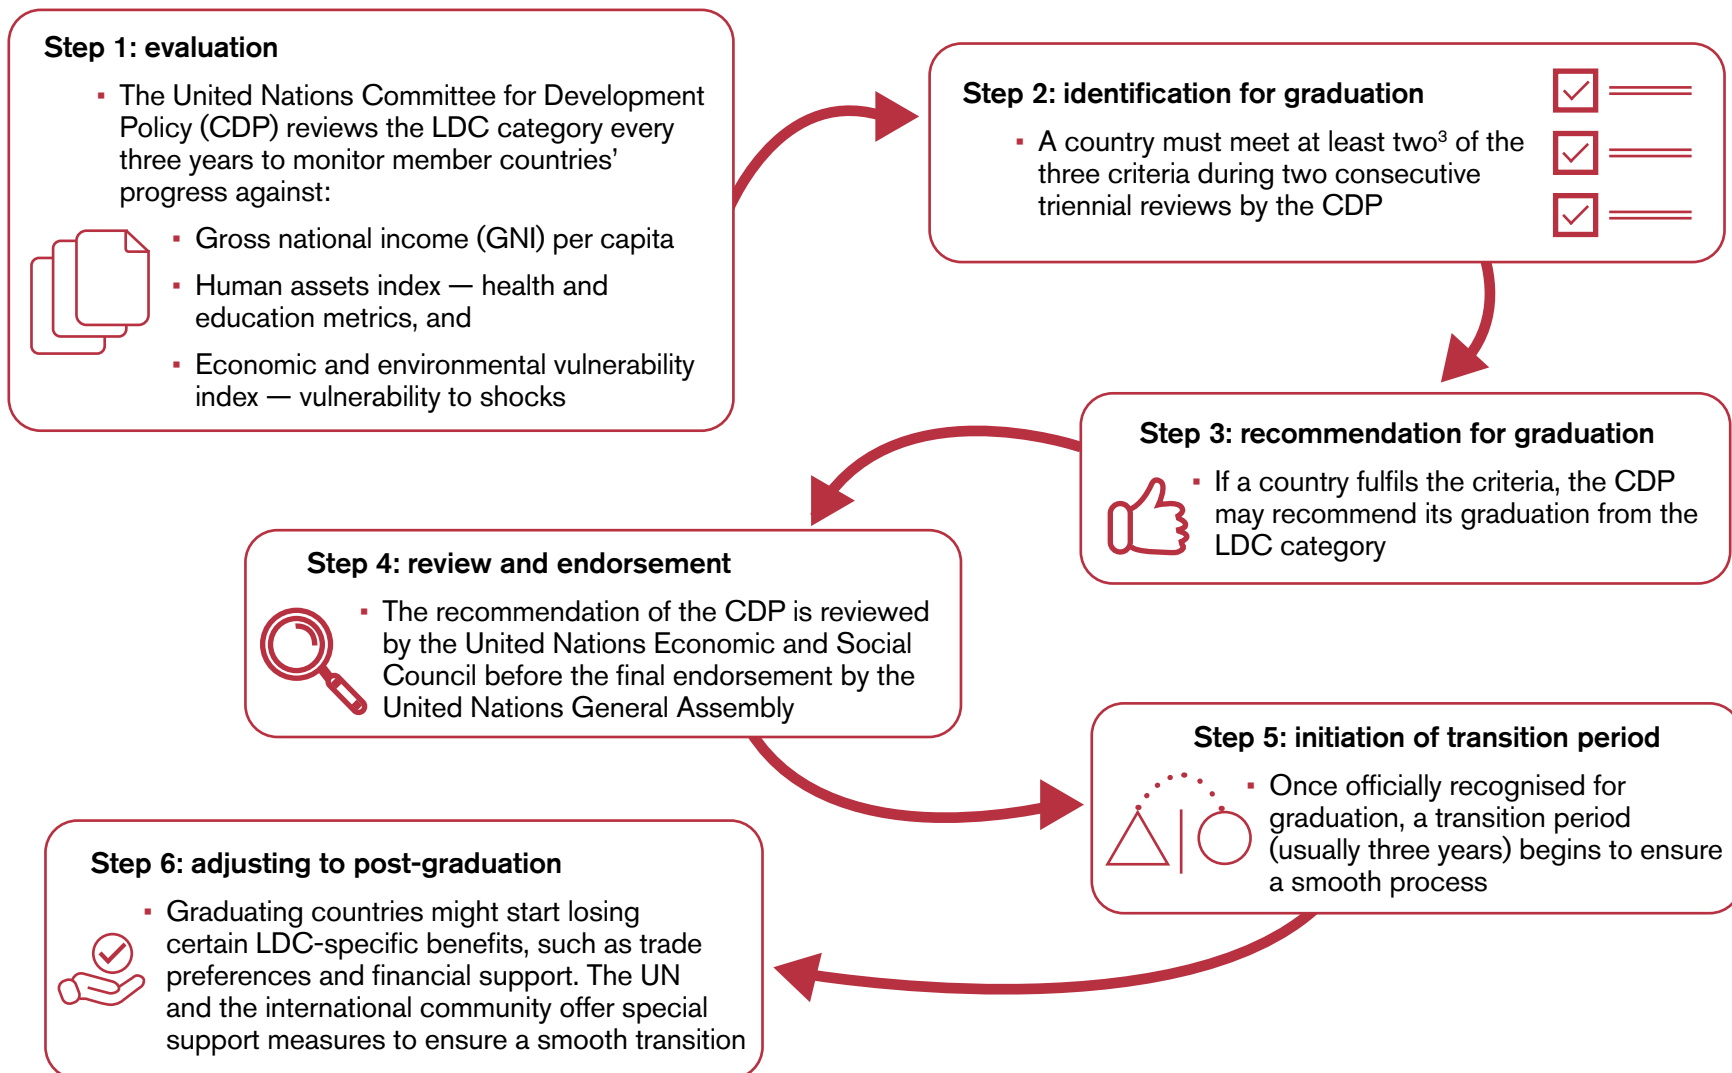 Step 1: evaluation
▪ The United Nations Committee for Development
Policy (CDP) reviews the LDC category every
three years to monitor member countries’
progress against:
▪ Gross national income (GNI) per capita
▪ Human assets index — health and
education metrics, and
▪ Economic and environmental vulnerability
index — vulnerability to shocks
Step 2: identification for graduation
▪ A country must meet at least two³ of the
three criteria during two consecutive
triennial reviews by the CDP
Step 3: recommendation for graduation
▪ If a country fulfils the criteria, the CDP
may recommend its graduation from the
LDC category
Step 4: review and endorsement
▪ The recommendation of the CDP is reviewed
by the United Nations Economic and Social
Council before the final endorsement by the
United Nations General Assembly
Step 5: initiation of transition period
▪ Once officially recognised for
graduation, a transition period
(usually three years) begins to ensure
a smooth process
Step 6: adjusting to post-graduation
▪ Graduating countries might start losing
certain LDC-specific benefits, such as trade
preferences and financial support. The UN
and the international community offer special
support measures to ensure a smooth transition